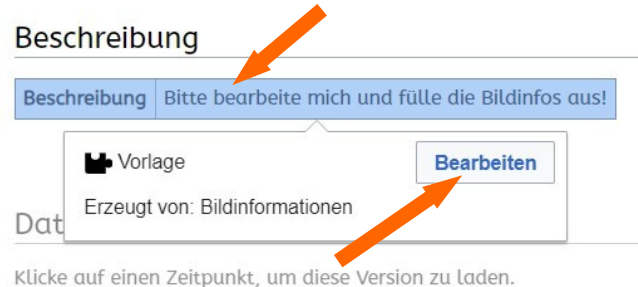 Beschreibung
Beschreibung Bitte bearbeite mich und fülle die Bildinfos aus!
Vorlage Bearbeiten
Erzeugt von: Bildinformationen
Dat
Klicke auf einen Zeitpunkt, um diese Version zu laden.